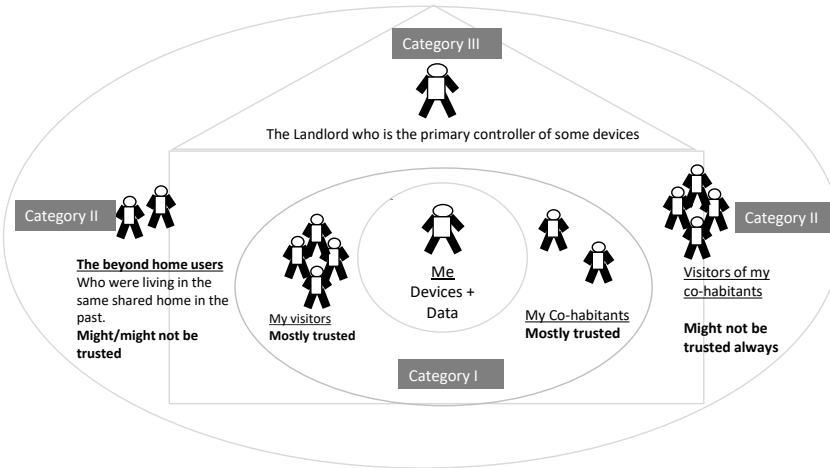 Category III
The Landlord who is the primary controller of some devices
Category II
The beyond home users
Who were living in the
same shared home in the
past.
Might/might not be
trusted
My visitors
Mostly trusted
Me
Devices +
Data
My Co-habitants
Mostly trusted
Category I
Category II
Visitors of my
co-habitants
Might not be
trusted always